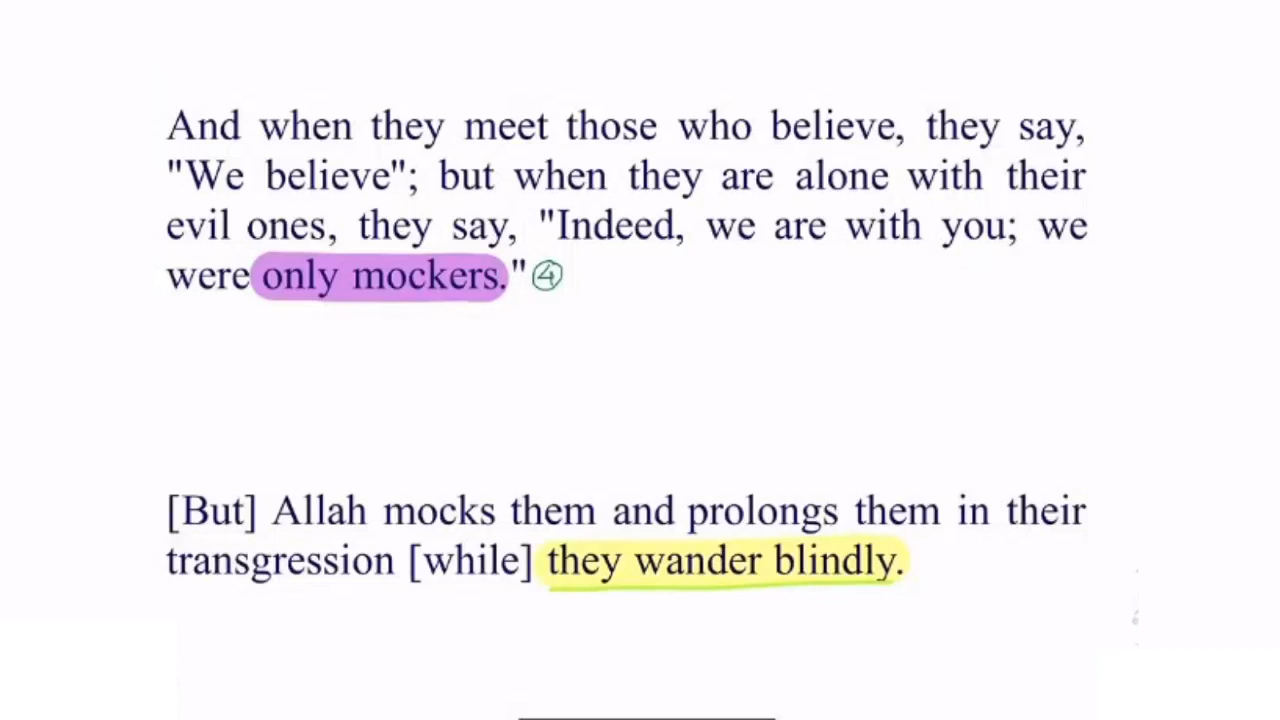 And when they meet those who believe, they say,
"We believe"; but when they are alone with their
evil ones, they say, "Indeed, we are with you; we
were only mockers." ④
[But] Allah mocks them and prolongs them in their
transgression [while] they wander blindly.